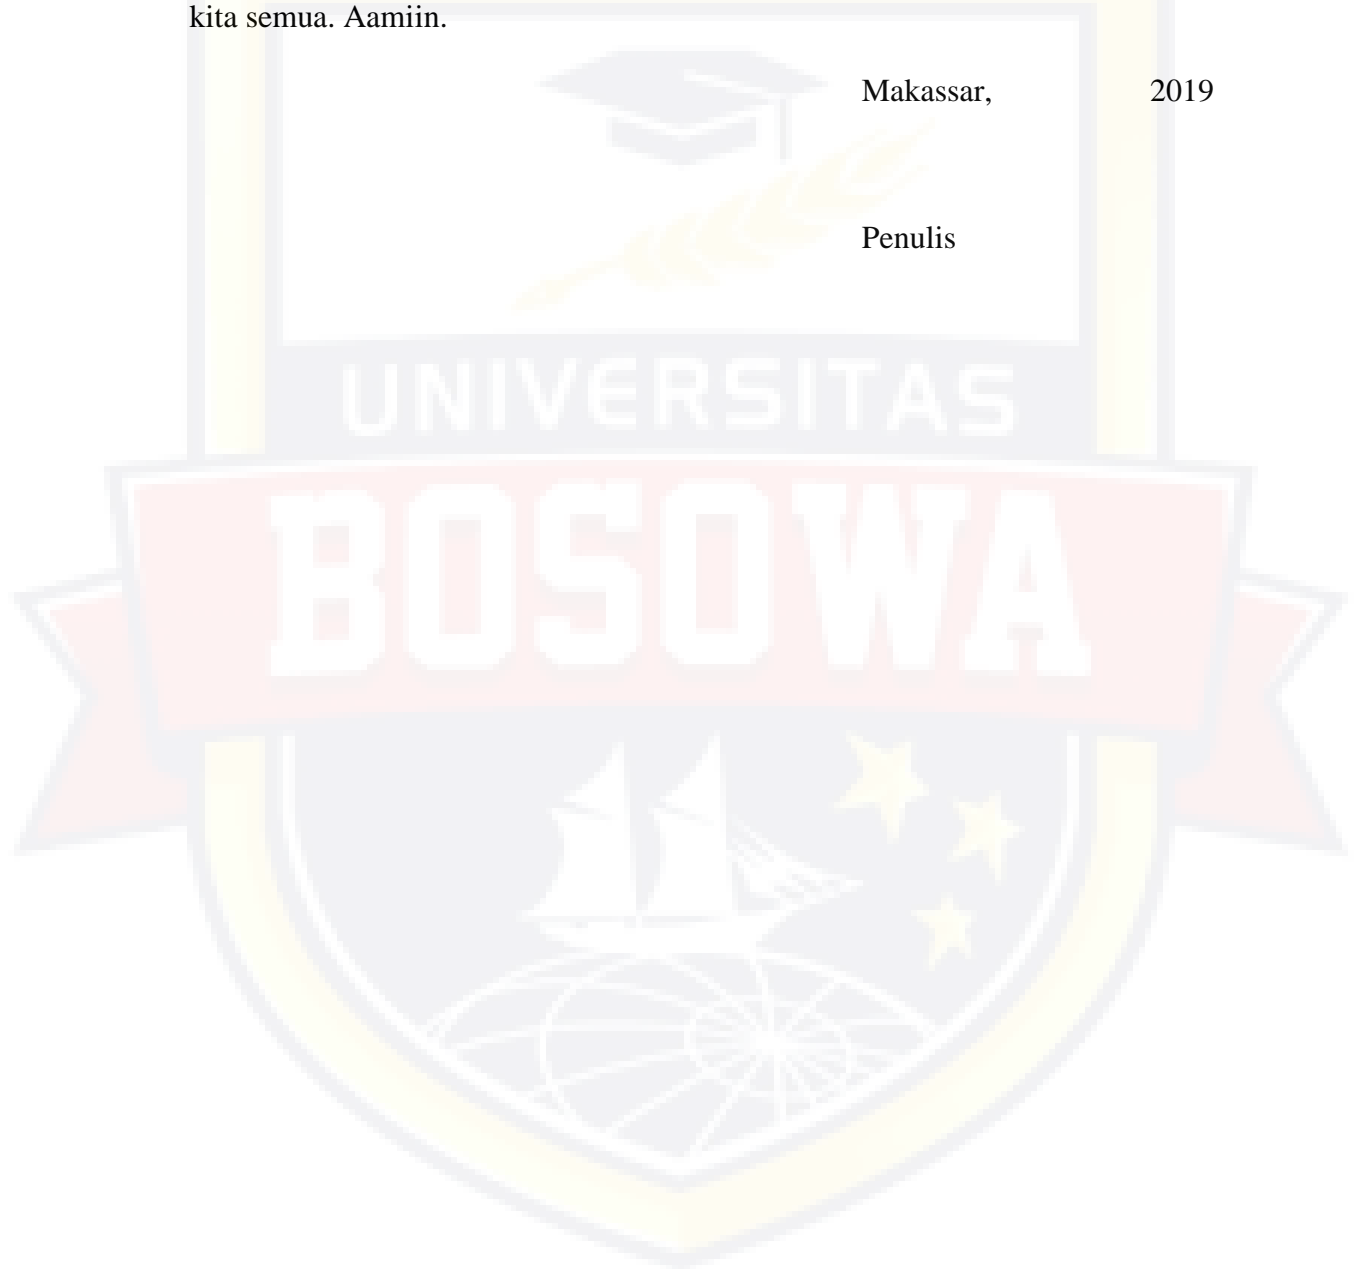 kita semua. Aamiin.
Makassar, 2019
Penulis
UNIVERSITAS
BOSOWA